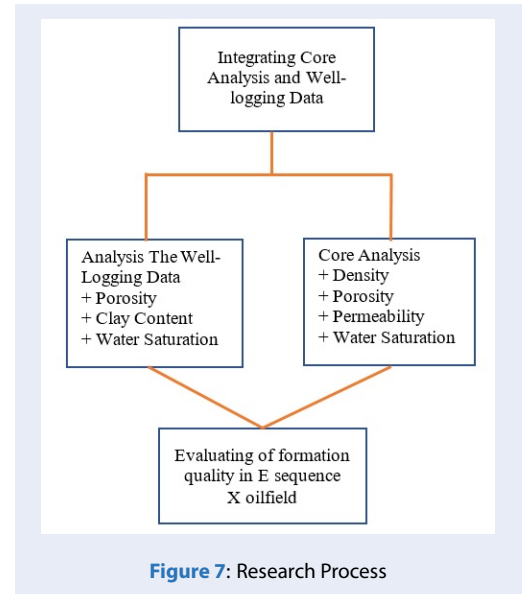 Integrating Core
Analysis and Well-
logging Data
Analysis The Well-
Logging Data
+ Porosity
+ Clay Content
+ Water Saturation
Core Analysis
+ Density
+ Porosity
+ Permeability
+ Water Saturation
Evaluating of formation
quality in E sequence
X oilfield
Figure 7: Research Process